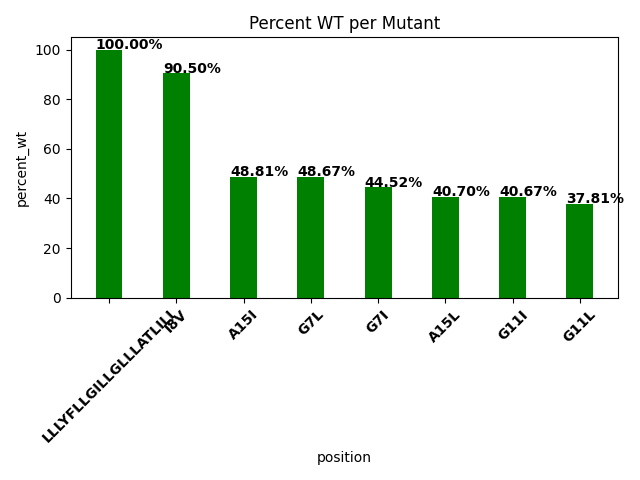 Percent WT per Mutant
percent_wt
100
80
60
40
20
0
100.00%
90.50%
48.81%
48.67%
44.52%
40.70%
40.67%
37.81%
LLLYFLLGILLGLLLATLILI
I8V
A15I
G7L
G7I
A15L
G11I
G11L
position